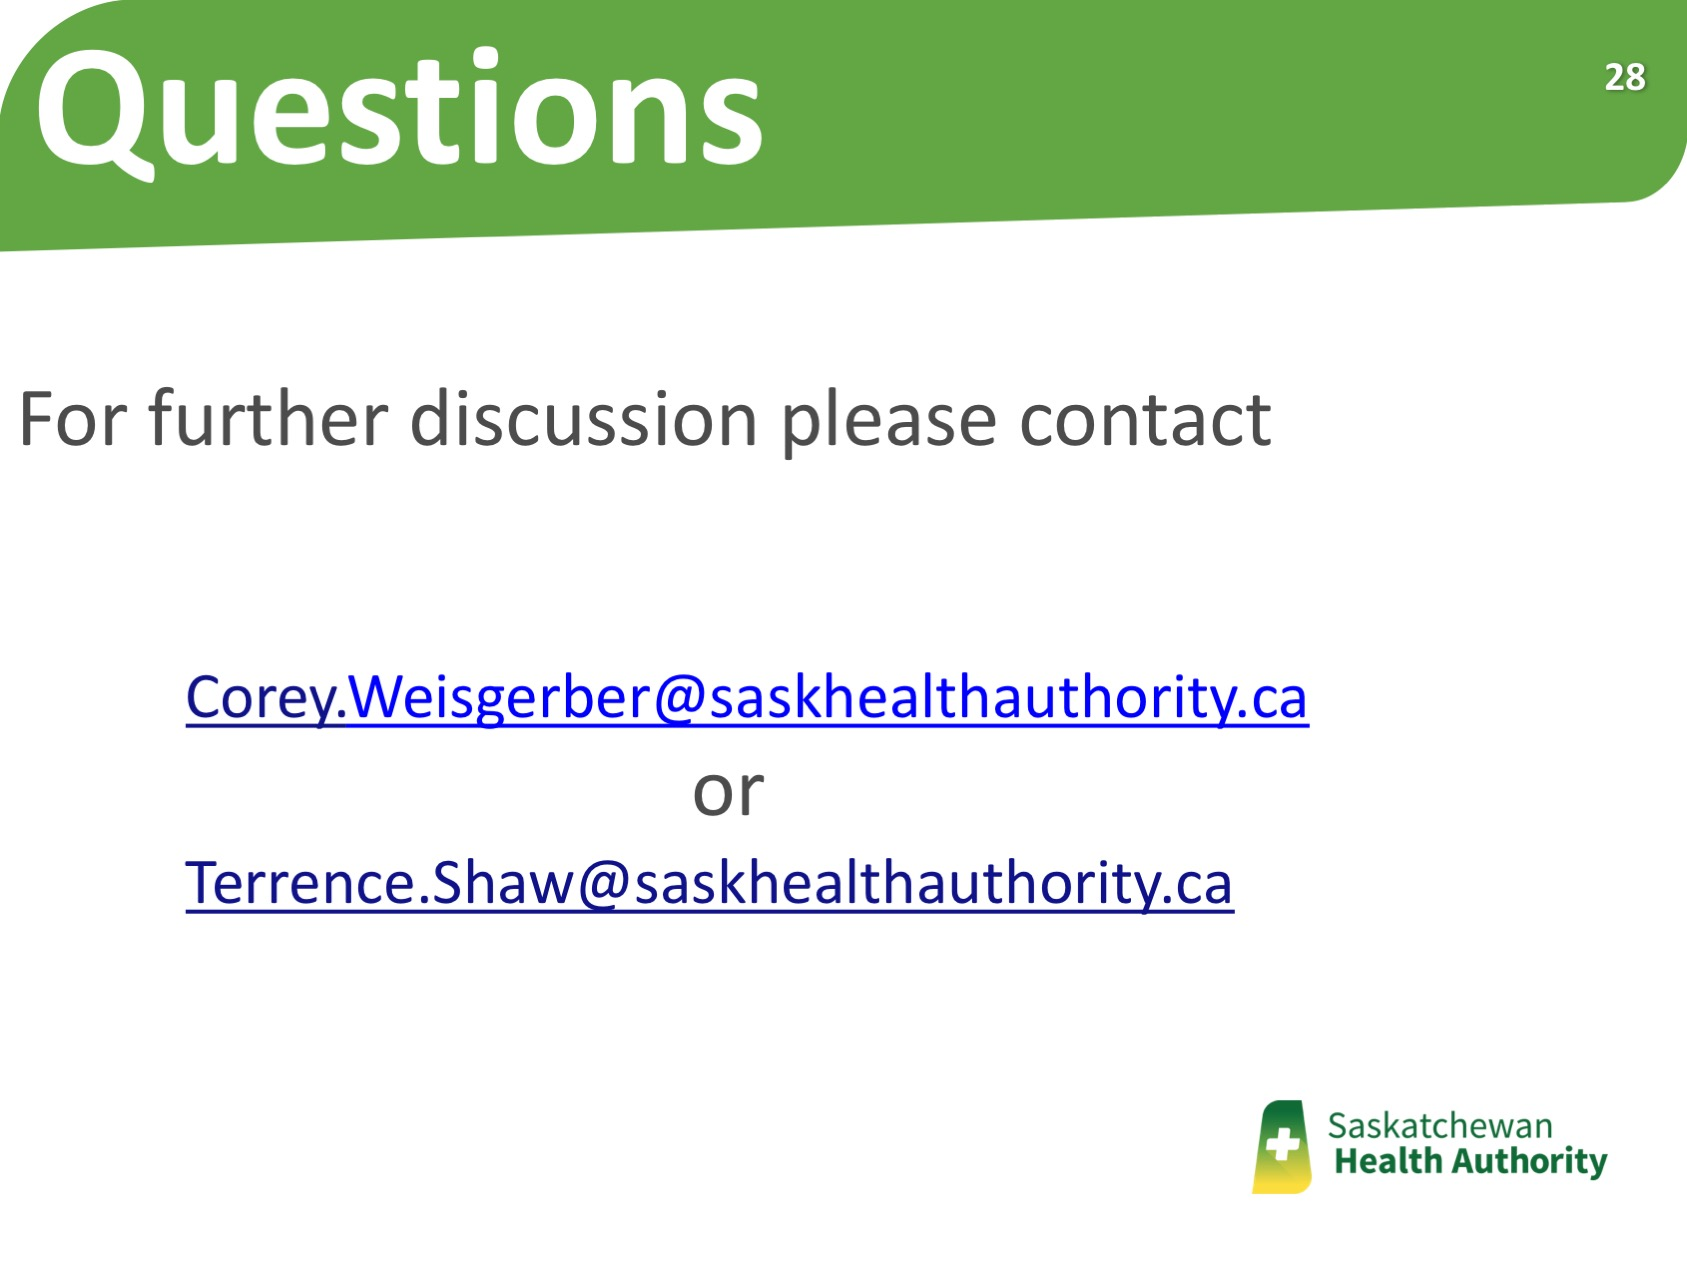 Questions
28
For further discussion please contact
Corey.Weisgerber@saskhealthauthority.ca
or
Terrence.Shaw@saskhealthauthority.ca
Saskatchewan
Health Authority